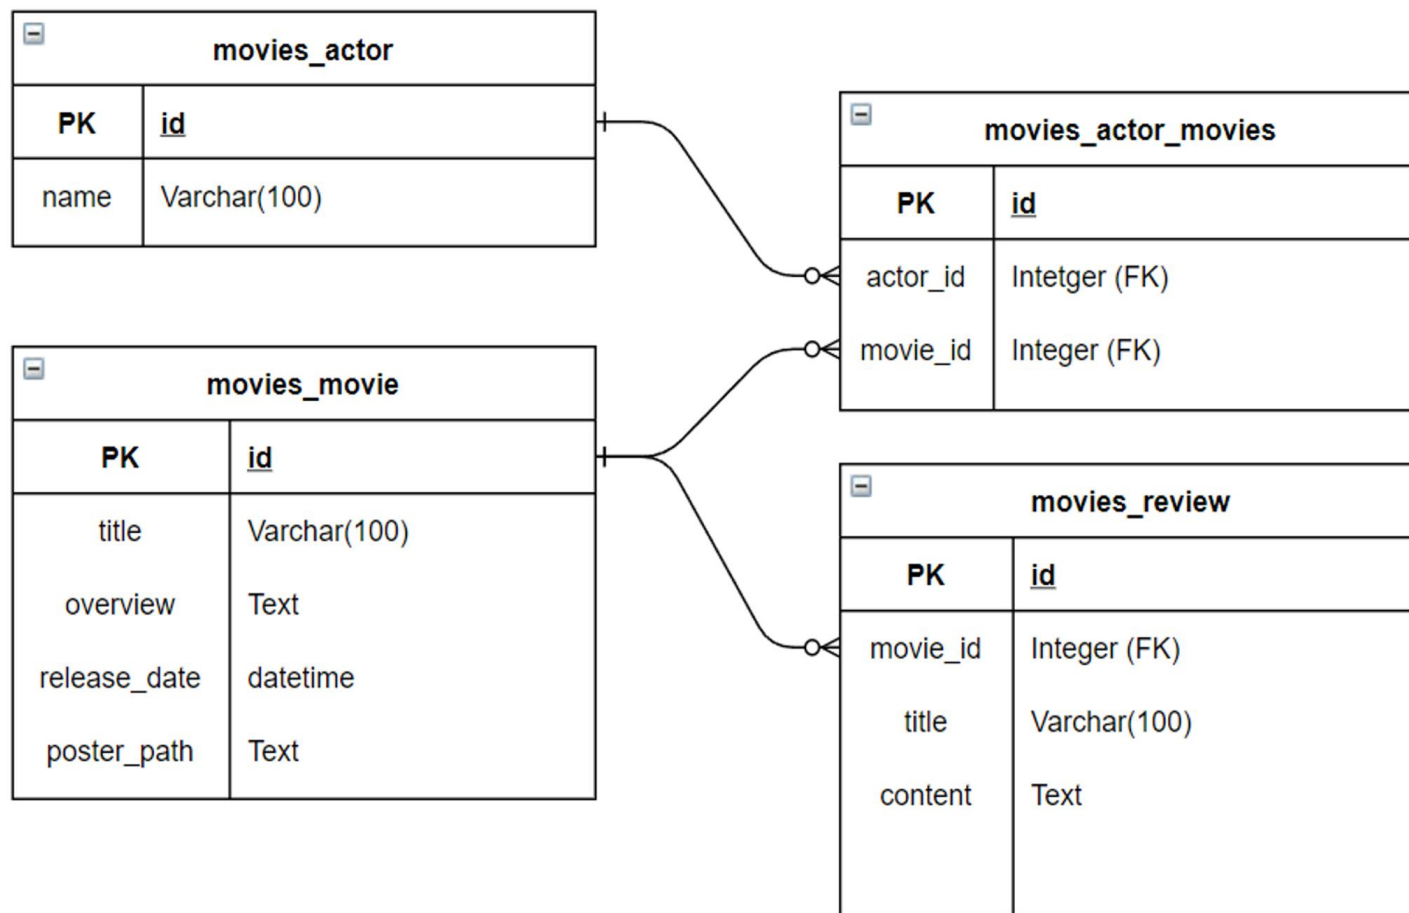 movies_actor
PK id
name Varchar(100)
movies_actor_movies
PK id
actor_id Intetger (FK)
movie_id Integer (FK)
movies_movie
PK id
title Varchar(100)
overview Text
release_date datetime
poster_path Text
movies_review
PK id
movie_id Integer (FK)
title Varchar(100)
content Text